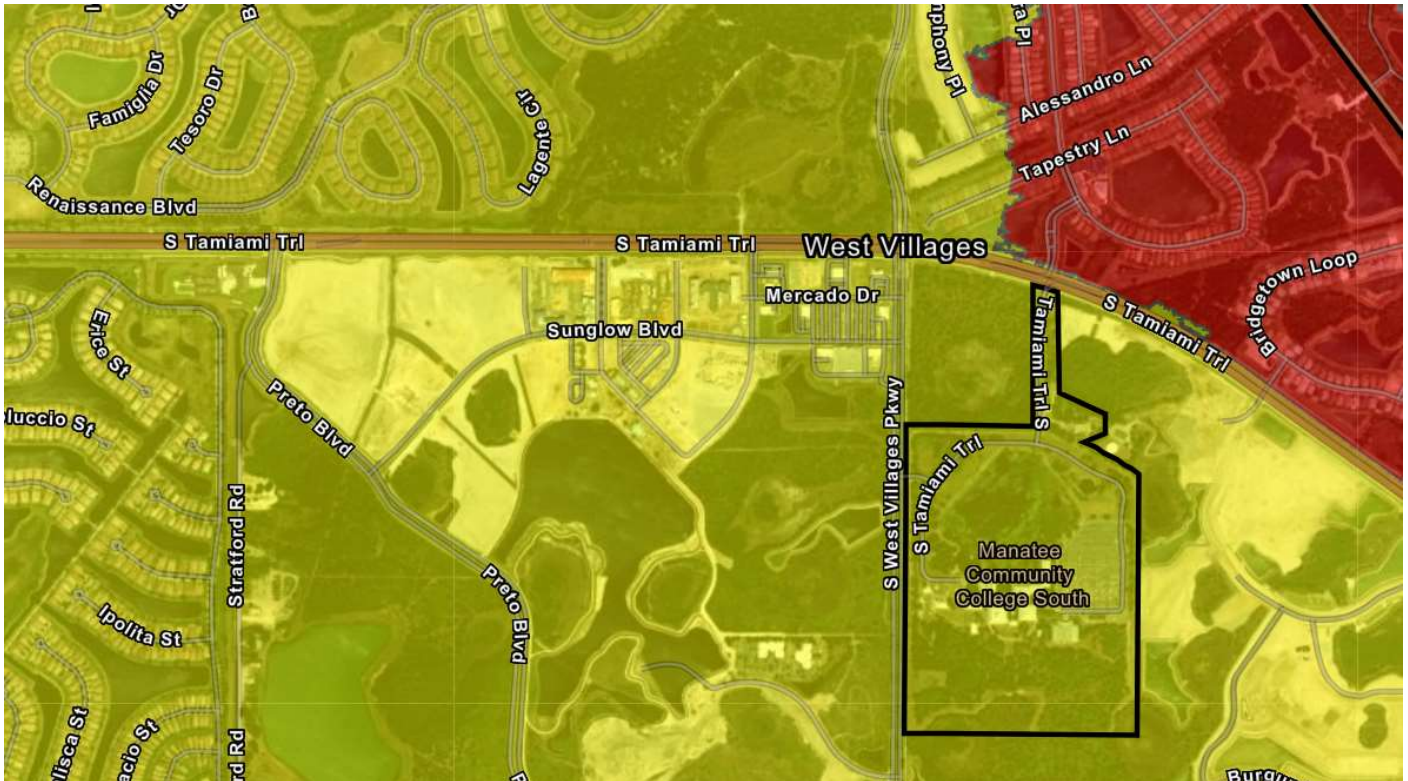 Famiglia Dr
Tesoro Dr
Lagente Cir
Renaissance Blvd
S Tamiami Trl
S Tamiami Trl
West Villages
Alessandro Ln
Tapestry Ln
Bridgetown Loop
S Tamiami Trl
Mercado Dr
Sunglow Blvd
Tamiami Trl S
Erice St
Preto Blvd
S West Villages Pkwy
S Tamiami Trl
Manatee
Community
College South
Stratford Rd
Ipolita St
Preto Blvd